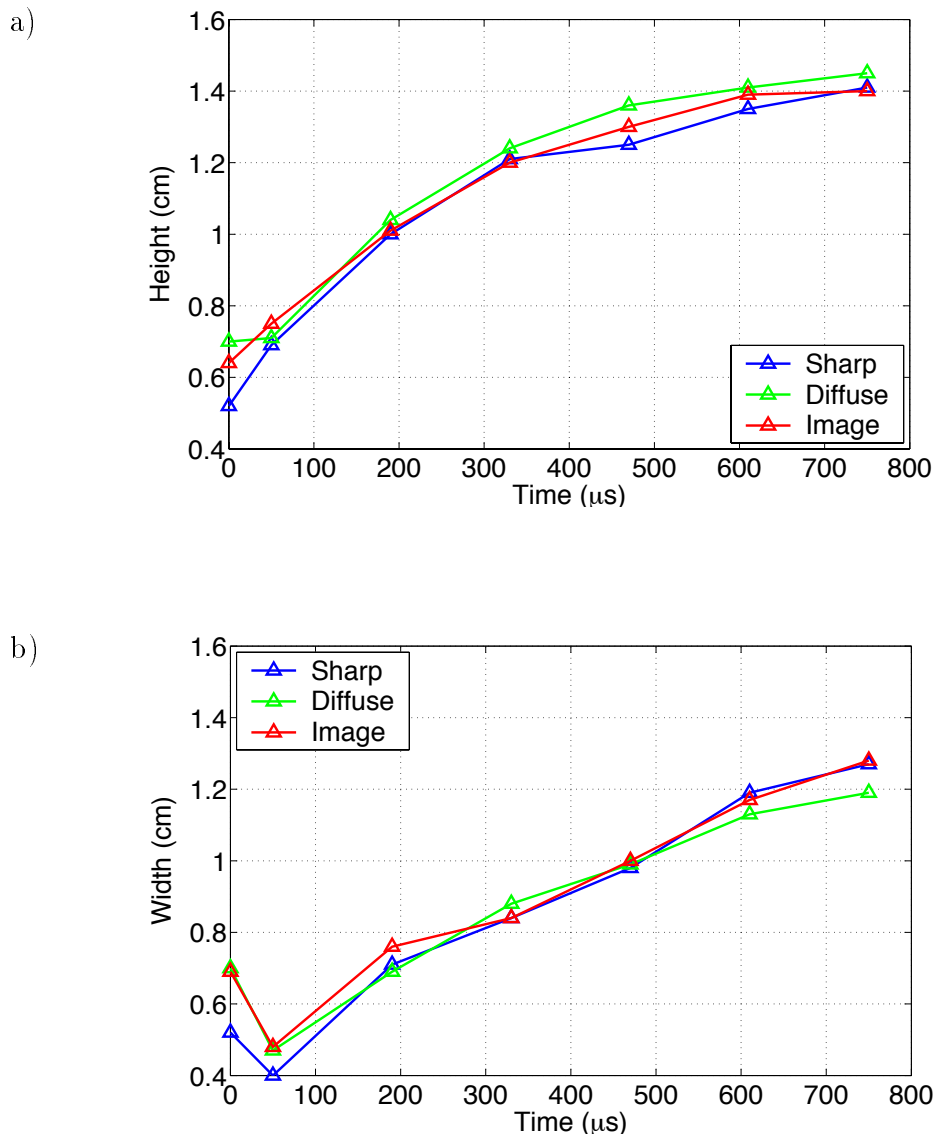 a)
1.6
1.4
1.2
1
0.8
0.6
0.4
Height (cm)
Sharp
Diffuse
Image
0 100 200 300 400 500 600 700 800
Time (μs)
b)
1.6
1.4
1.2
1
0.8
0.6
0.4
Width (cm)
Sharp
Diffuse
Image
0 100 200 300 400 500 600 700 800
Time (μs)